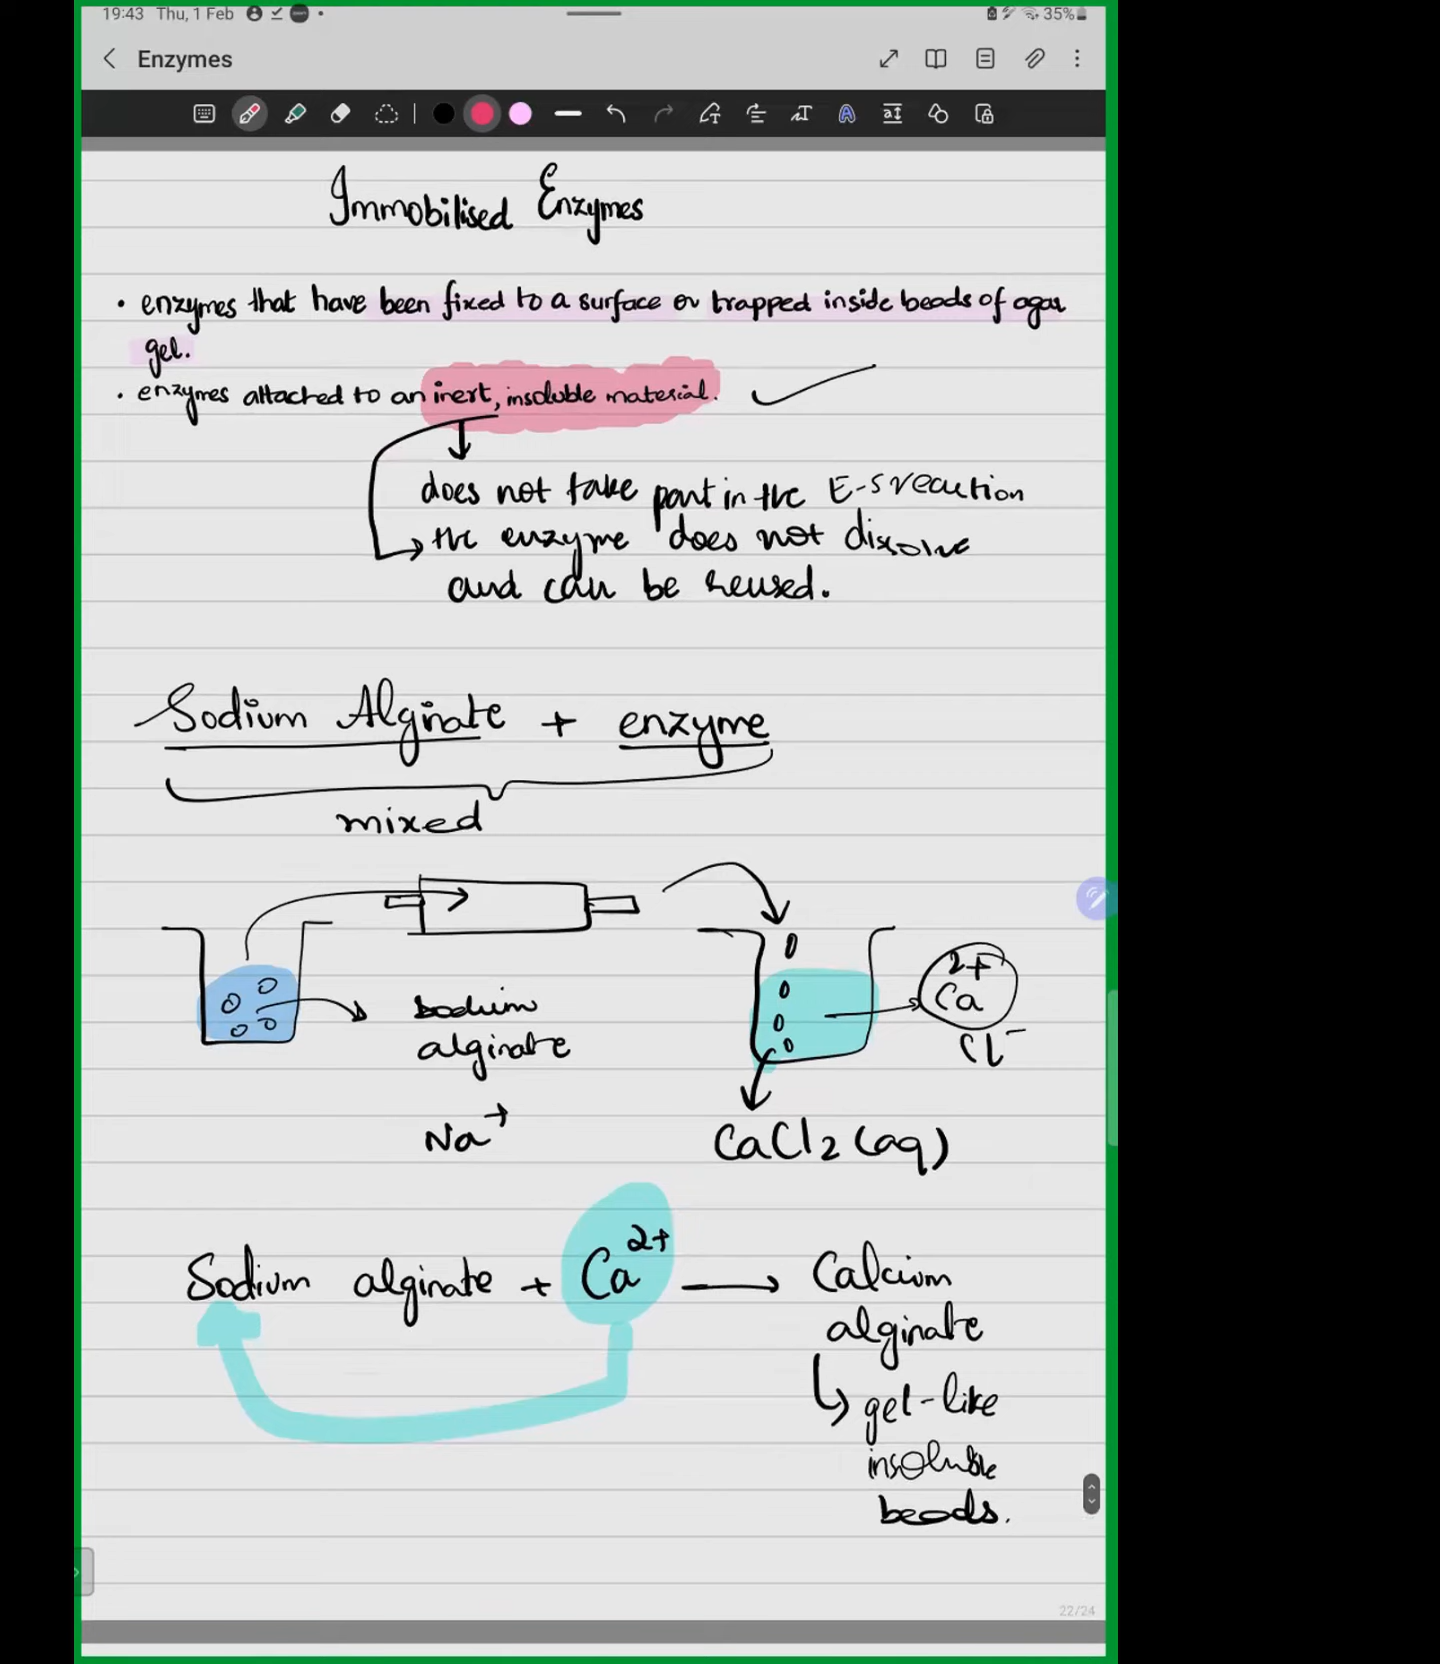 19:43 Thu, 1 Feb
35%
Enzymes
Immobilised Enzymes
• enzymes that have been fixed to a surface or trapped inside beads of agar
gel.
• enzymes attached to an inert, insoluble material.
does not take part in the E-S reaction
the enzyme does not dissolve
and can be reused.
Sodium Alginate + enzyme
mixed
sodium
alginate
Na+
2+
Ca
Cl-
CaCl2 (aq)
Sodium alginate + Ca2+ → Calcium
alginate
gel-like
insoluble
beads.
22/24